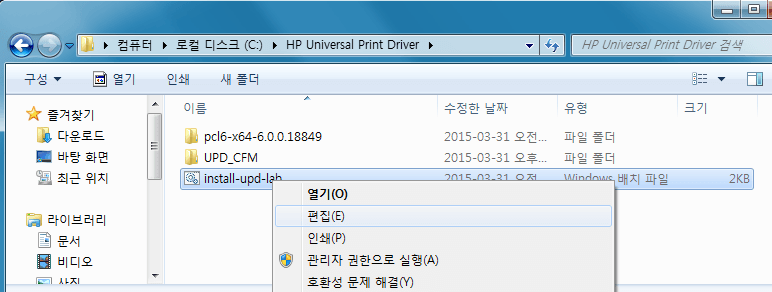 컴퓨터 ▸ 로컬 디스크 (C:) ▸ HP Universal Print Driver ▸
HP Universal Print Driver 검색
구성 ▼ 열기 인쇄 새 폴더
즐겨찾기
다운로드
바탕 화면
최근 위치
라이브러리
문서
비디오
사진
이름 수정한 날짜 유형 크기
pcl6-x64-6.0.0.18849 2015-03-31 오전... 파일 폴더
UPD_CFM 2015-03-31 오후... 파일 폴더
install-upd-lab 2015-03-31 오전... Windows 배치 파일 2KB
열기(O)
편집(E)
인쇄(P)
관리자 권한으로 실행(A)
호환성 문제 해결(Y)